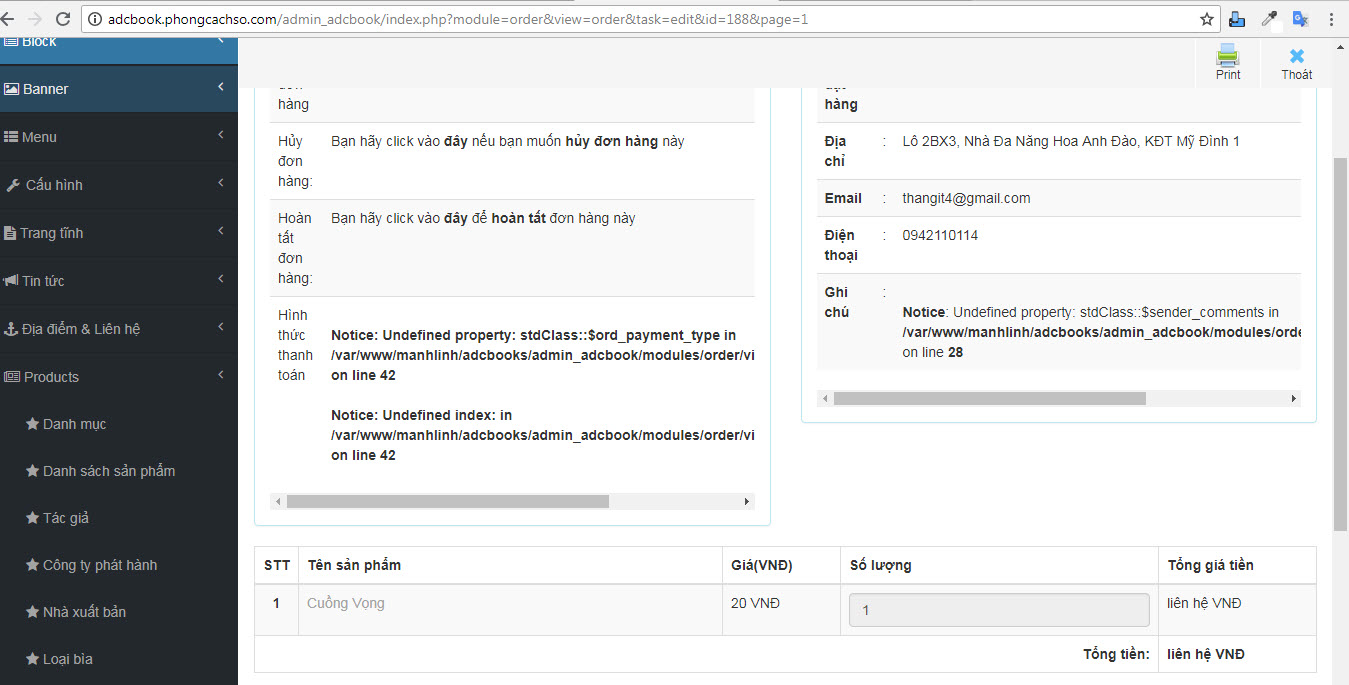 adcbook.phongcachso.com/admin_adcbook/index.php?module=order&view=order&task=edit&id=188&page=1
Block
Banner
Menu
Cấu hình
Trang tĩnh
Tin tức
Địa điểm & Liên hệ
Products
Danh mục
Danh sách sản phẩm
Tác giả
Công ty phát hành
Nhà xuất bản
Loại bìa
Print
Thoát
hàng
Hủy
đơn
hàng:
Bạn hãy click vào đây nếu bạn muốn hủy đơn hàng này
Hoàn
tất
đơn
hàng:
Bạn hãy click vào đây để hoàn tất đơn hàng này
Hình
thức
thanh
toán
Notice: Undefined property: stdClass::$ord_payment_type in
/var/www/manhlinh/adcbooks/admin_adcbook/modules/order/vi
on line 42
Notice: Undefined index: in
/var/www/manhlinh/adcbooks/admin_adcbook/modules/order/vi
on line 42
hàng
Địa
chỉ
:
Lô 2BX3, Nhà Đa Năng Hoa Anh Đào, KĐT Mỹ Đình 1
Email : thangit4@gmail.com
Điện
thoại
:
0942110114
Ghi
chú
:
Notice: Undefined property: stdClass::$sender_comments in
/var/www/manhlinh/adcbooks/admin_adcbook/modules/orde
on line 28
STT Tên sản phẩm Giá(VNĐ) Số lượng Tổng giá tiền
1 Cuồng Vọng 20 VNĐ 1 liên hệ VNĐ
Tổng tiền: liên hệ VNĐ